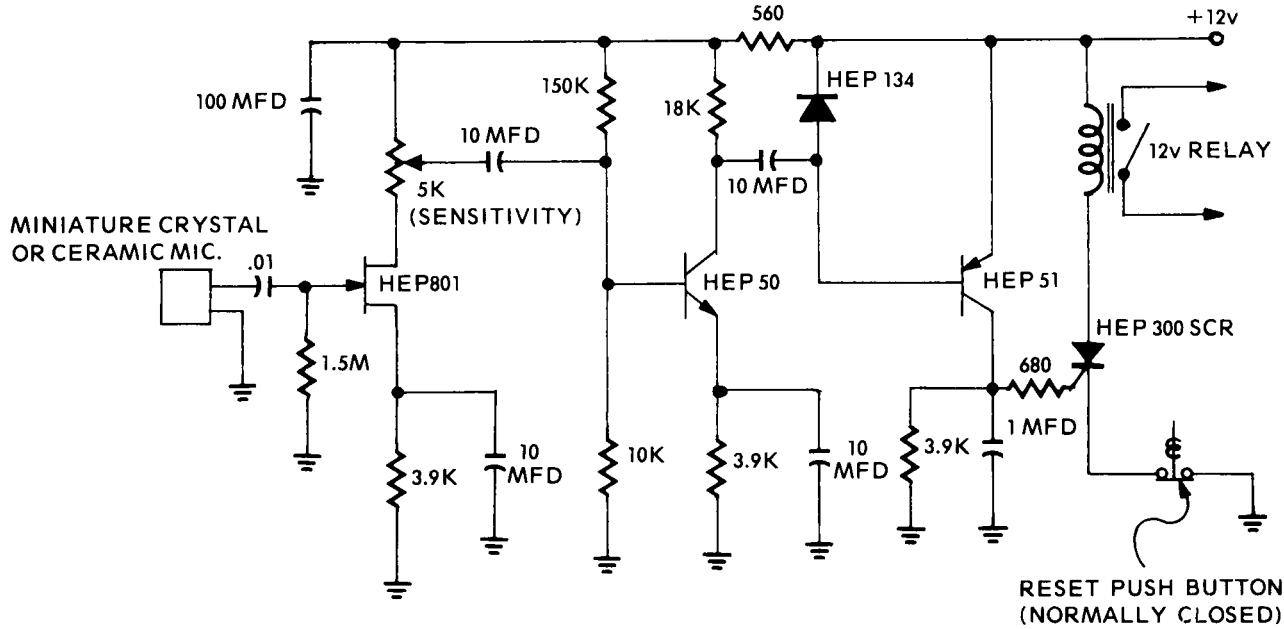 560
+12v
HEP 134
100 MFD
150K
18K
10 MFD
10 MFD
12v RELAY
5K
(SENSITIVITY)
MINIATURE CRYSTAL
OR CERAMIC MIC.
.01
HEP801
HEP 50
HEP 51
HEP 300 SCR
1.5M
680
1 MFD
3.9K
10
MFD
10K
3.9K
10
MFD
3.9K
RESET PUSH BUTTON
(NORMALLY CLOSED)